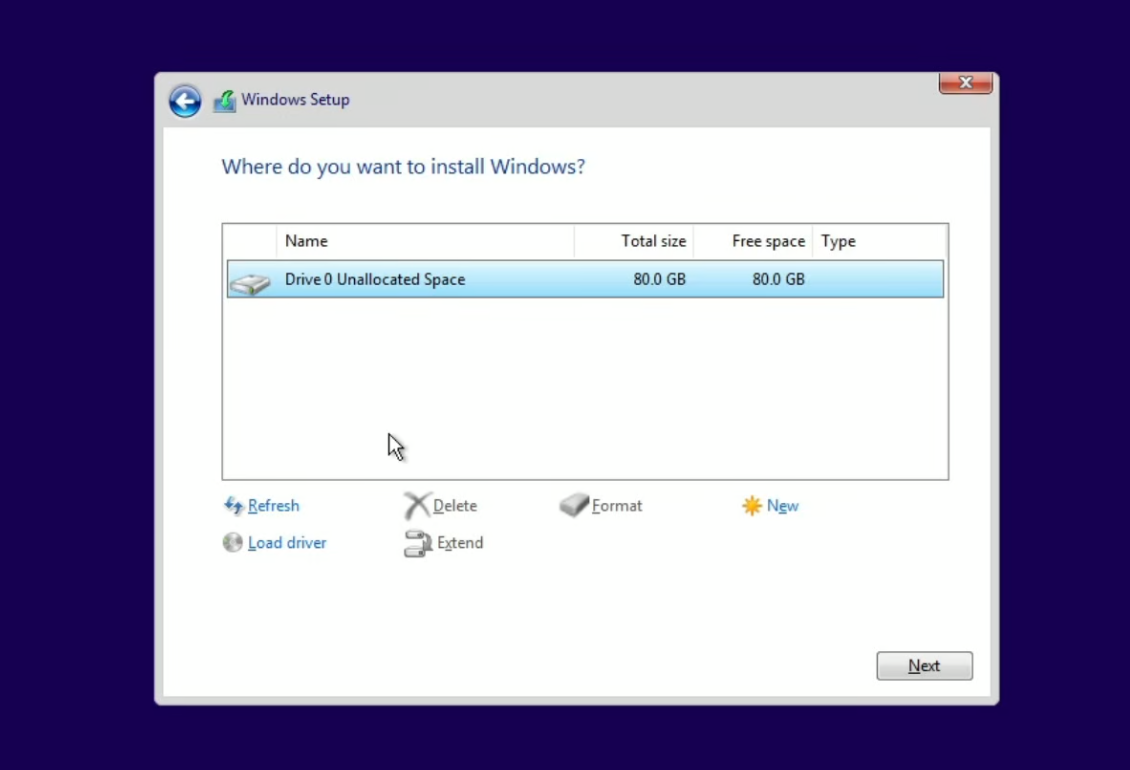 Windows Setup
Where do you want to install Windows?
Name Total size Free space Type
Drive 0 Unallocated Space 80.0 GB 80.0 GB
Refresh Delete Format New
Load driver Extend
Next